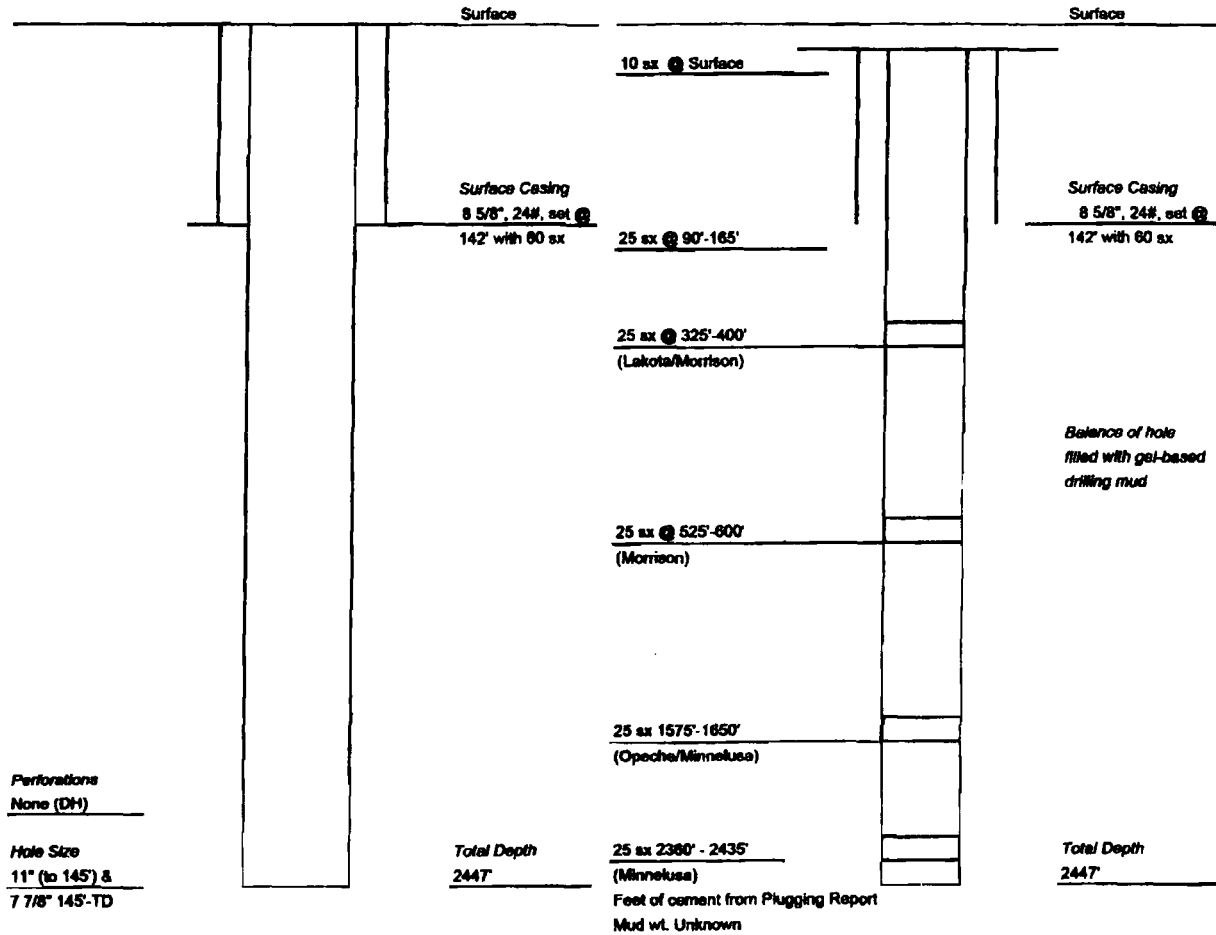 Surface
Surface Casing
8 5/8", 24#, set @
142' with 60 sx
Perforations
None (DH)
Hole Size
11" (to 145') &
7 7/8" 145'-TD
Total Depth
2447'
Surface
10 sx @ Surface
Surface Casing
8 5/8", 24#, set @
142' with 60 sx
25 sx @ 90'-165'
25 sx @ 325'-400'
(Lakota/Morrison)
Balance of hole
filled with gel-based
drilling mud
25 sx @ 525'-600'
(Morrison)
25 sx 1575'-1650'
(Opeche/Minnelusa)
25 sx 2360' - 2435'
(Minnelusa)
Feet of cement from Plugging Report
Mud wt. Unknown
Total Depth
2447'